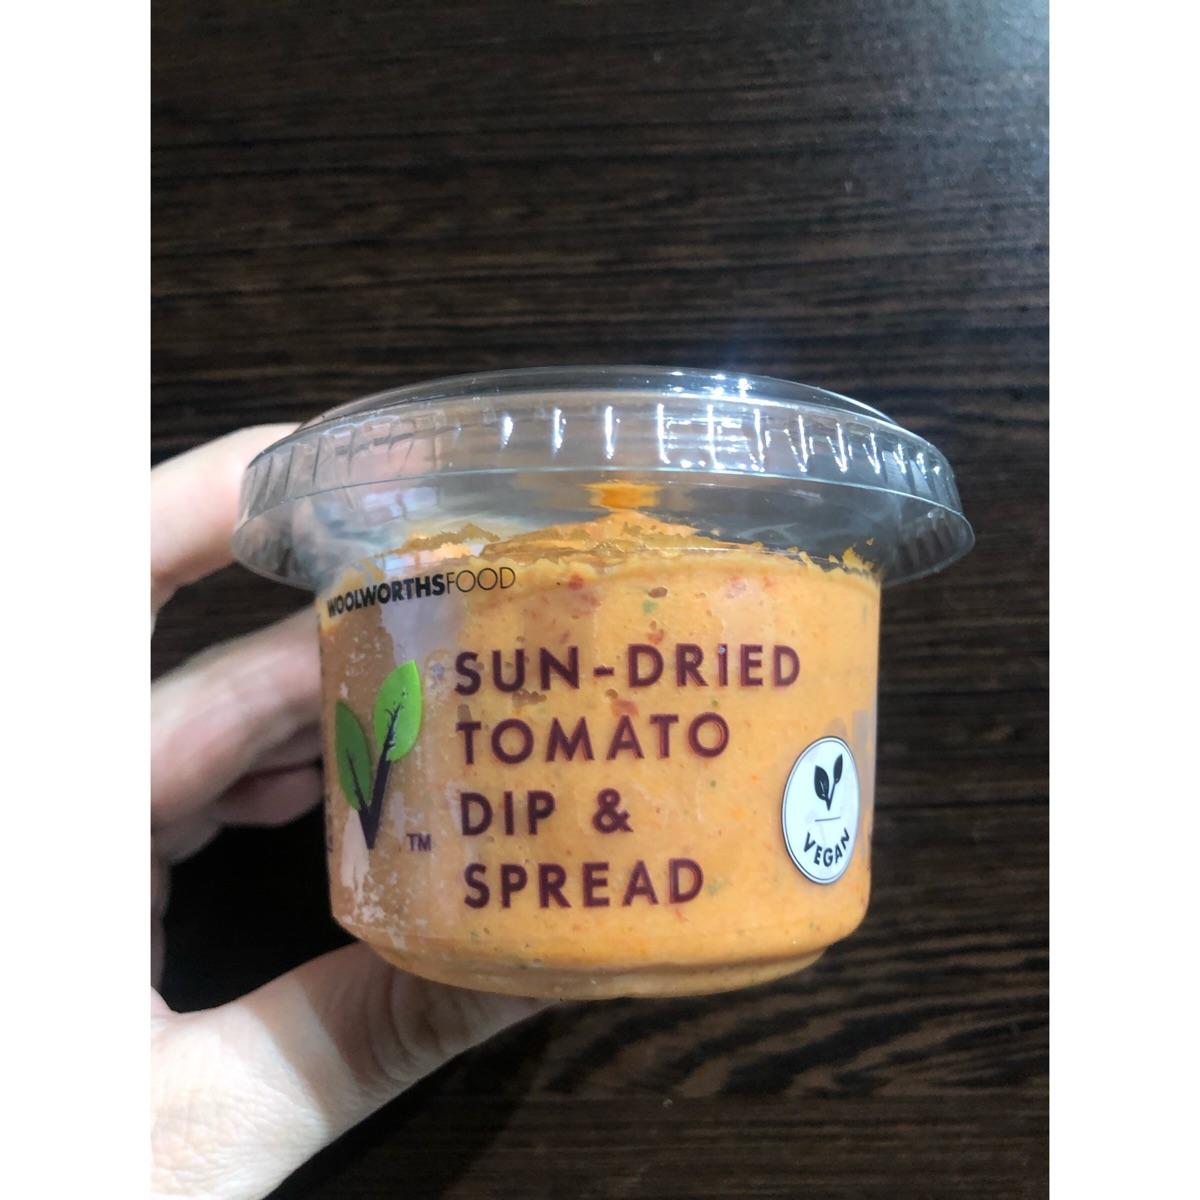 WOOLWORTHSFOOD
SUN-DRIED
TOMATO
DIP &
SPREAD
TM
VEGAN